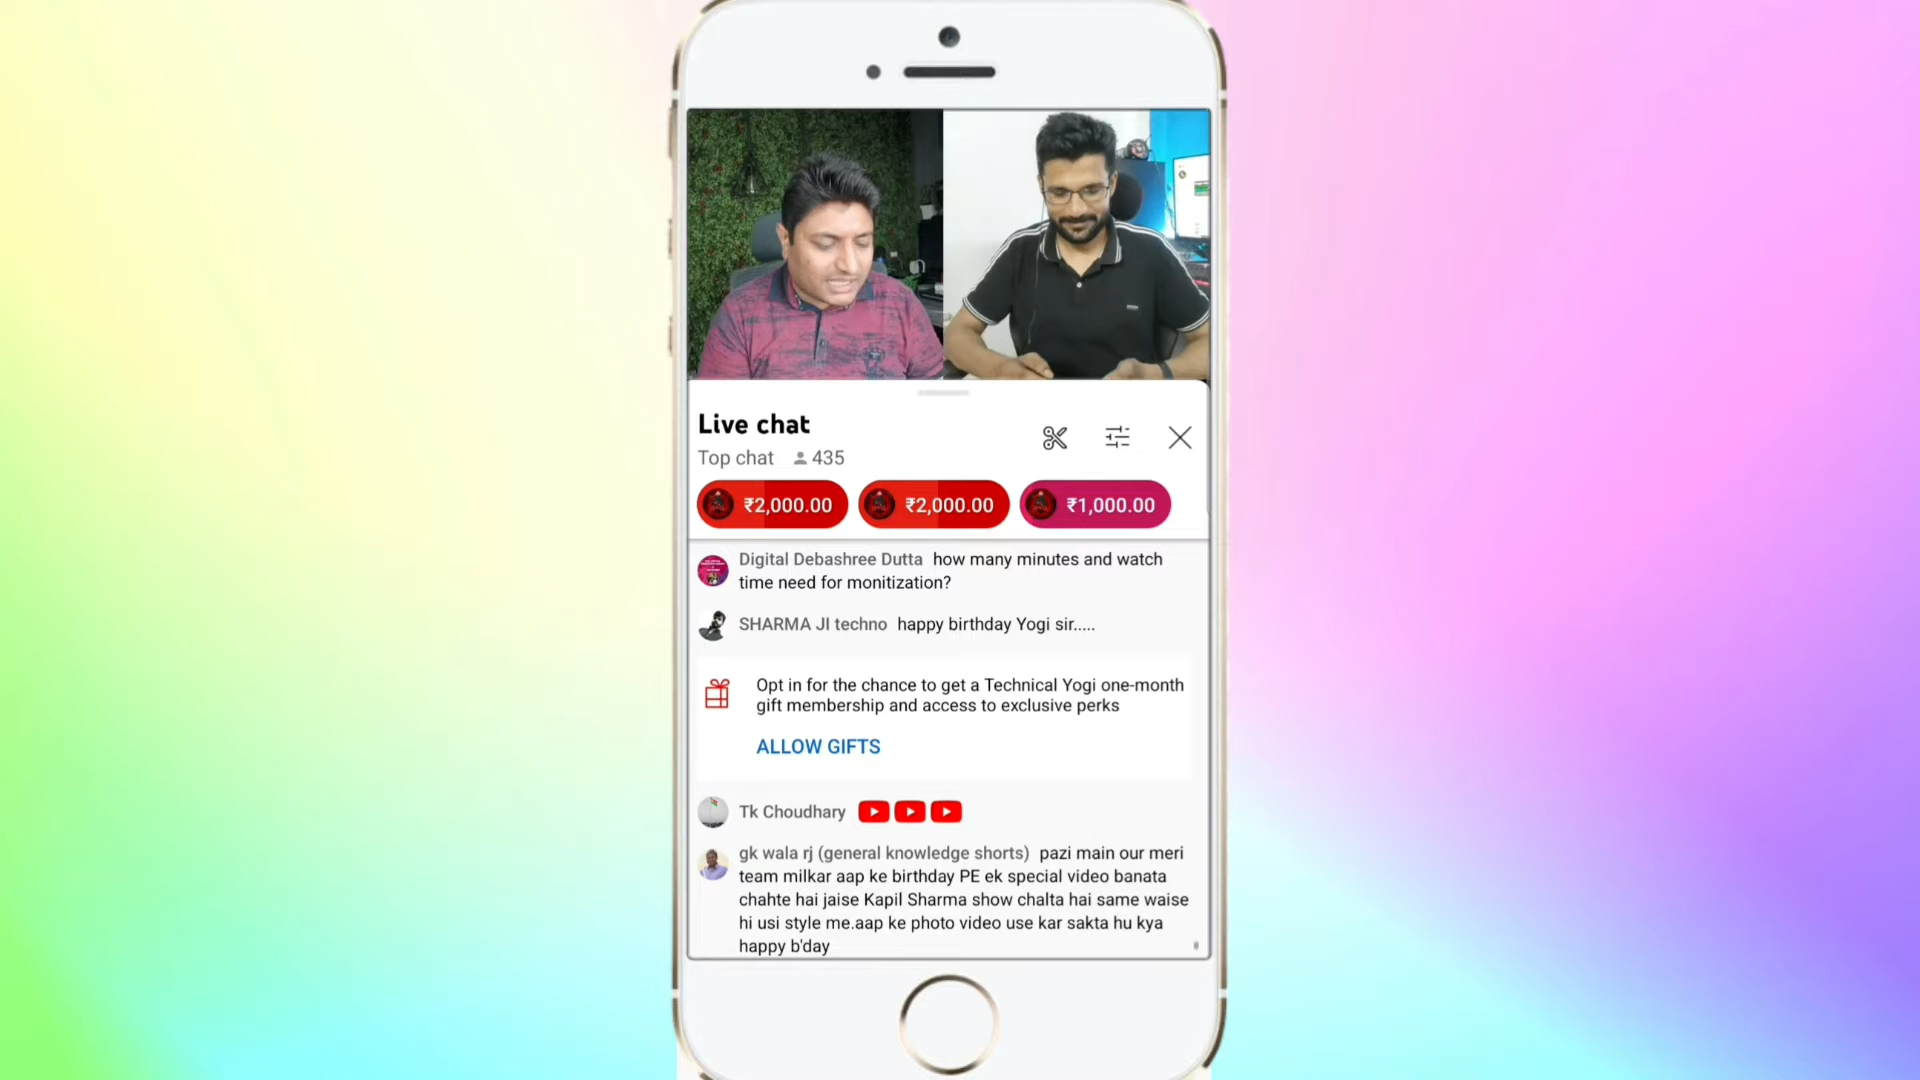 Live chat
Top chat 435
₹2,000.00 ₹2,000.00 ₹1,000.00
Digital Debashree Dutta how many minutes and watch
time need for monitization?
SHARMA JI techno happy birthday Yogi sir.....
Opt in for the chance to get a Technical Yogi one-month
gift membership and access to exclusive perks
ALLOW GIFTS
Tk Choudhary
gk wala rj (general knowledge shorts) pazi main our meri
team milkar aap ke birthday PE ek special video banata
chahte hai jaise Kapil Sharma show chalta hai same waise
hi usi style me.aap ke photo video use kar sakta hu kya
happy b'day